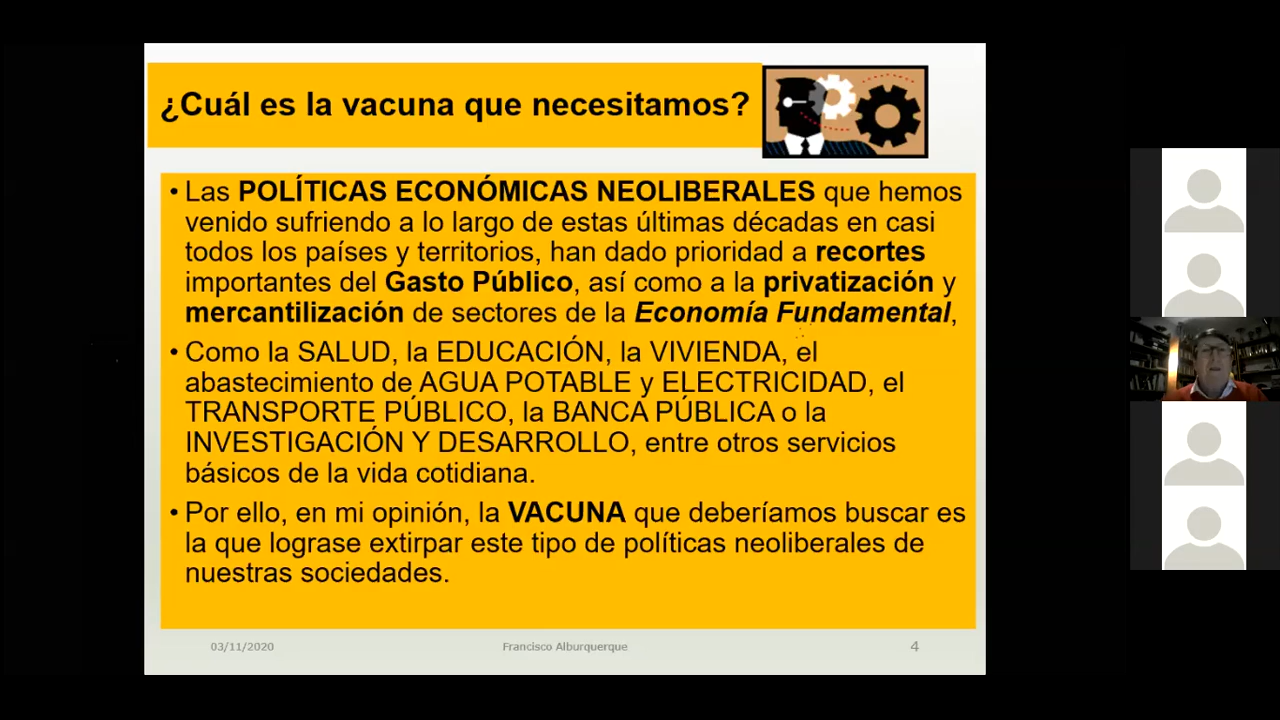 ¿Cuál es la vacuna que necesitamos?
• Las POLÍTICAS ECONÓMICAS NEOLIBERALES que hemos
venido sufriendo a lo largo de estas últimas décadas en casi
todos los países y territorios, han dado prioridad a recortes
importantes del Gasto Público, así como a la privatización y
mercantilización de sectores de la Economía Fundamental,
• Como la SALUD, la EDUCACIÓN, la VIVIENDA, el
abastecimiento de AGUA POTABLE y ELECTRICIDAD, el
TRANSPORTE PÚBLICO, la BANCA PÚBLICA o la
INVESTIGACIÓN Y DESARROLLO, entre otros servicios
básicos de la vida cotidiana.
• Por ello, en mi opinión, la VACUNA que deberíamos buscar es
la que lograse extirpar este tipo de políticas neoliberales de
nuestras sociedades.
03/11/2020 Francisco Alburquerque 4